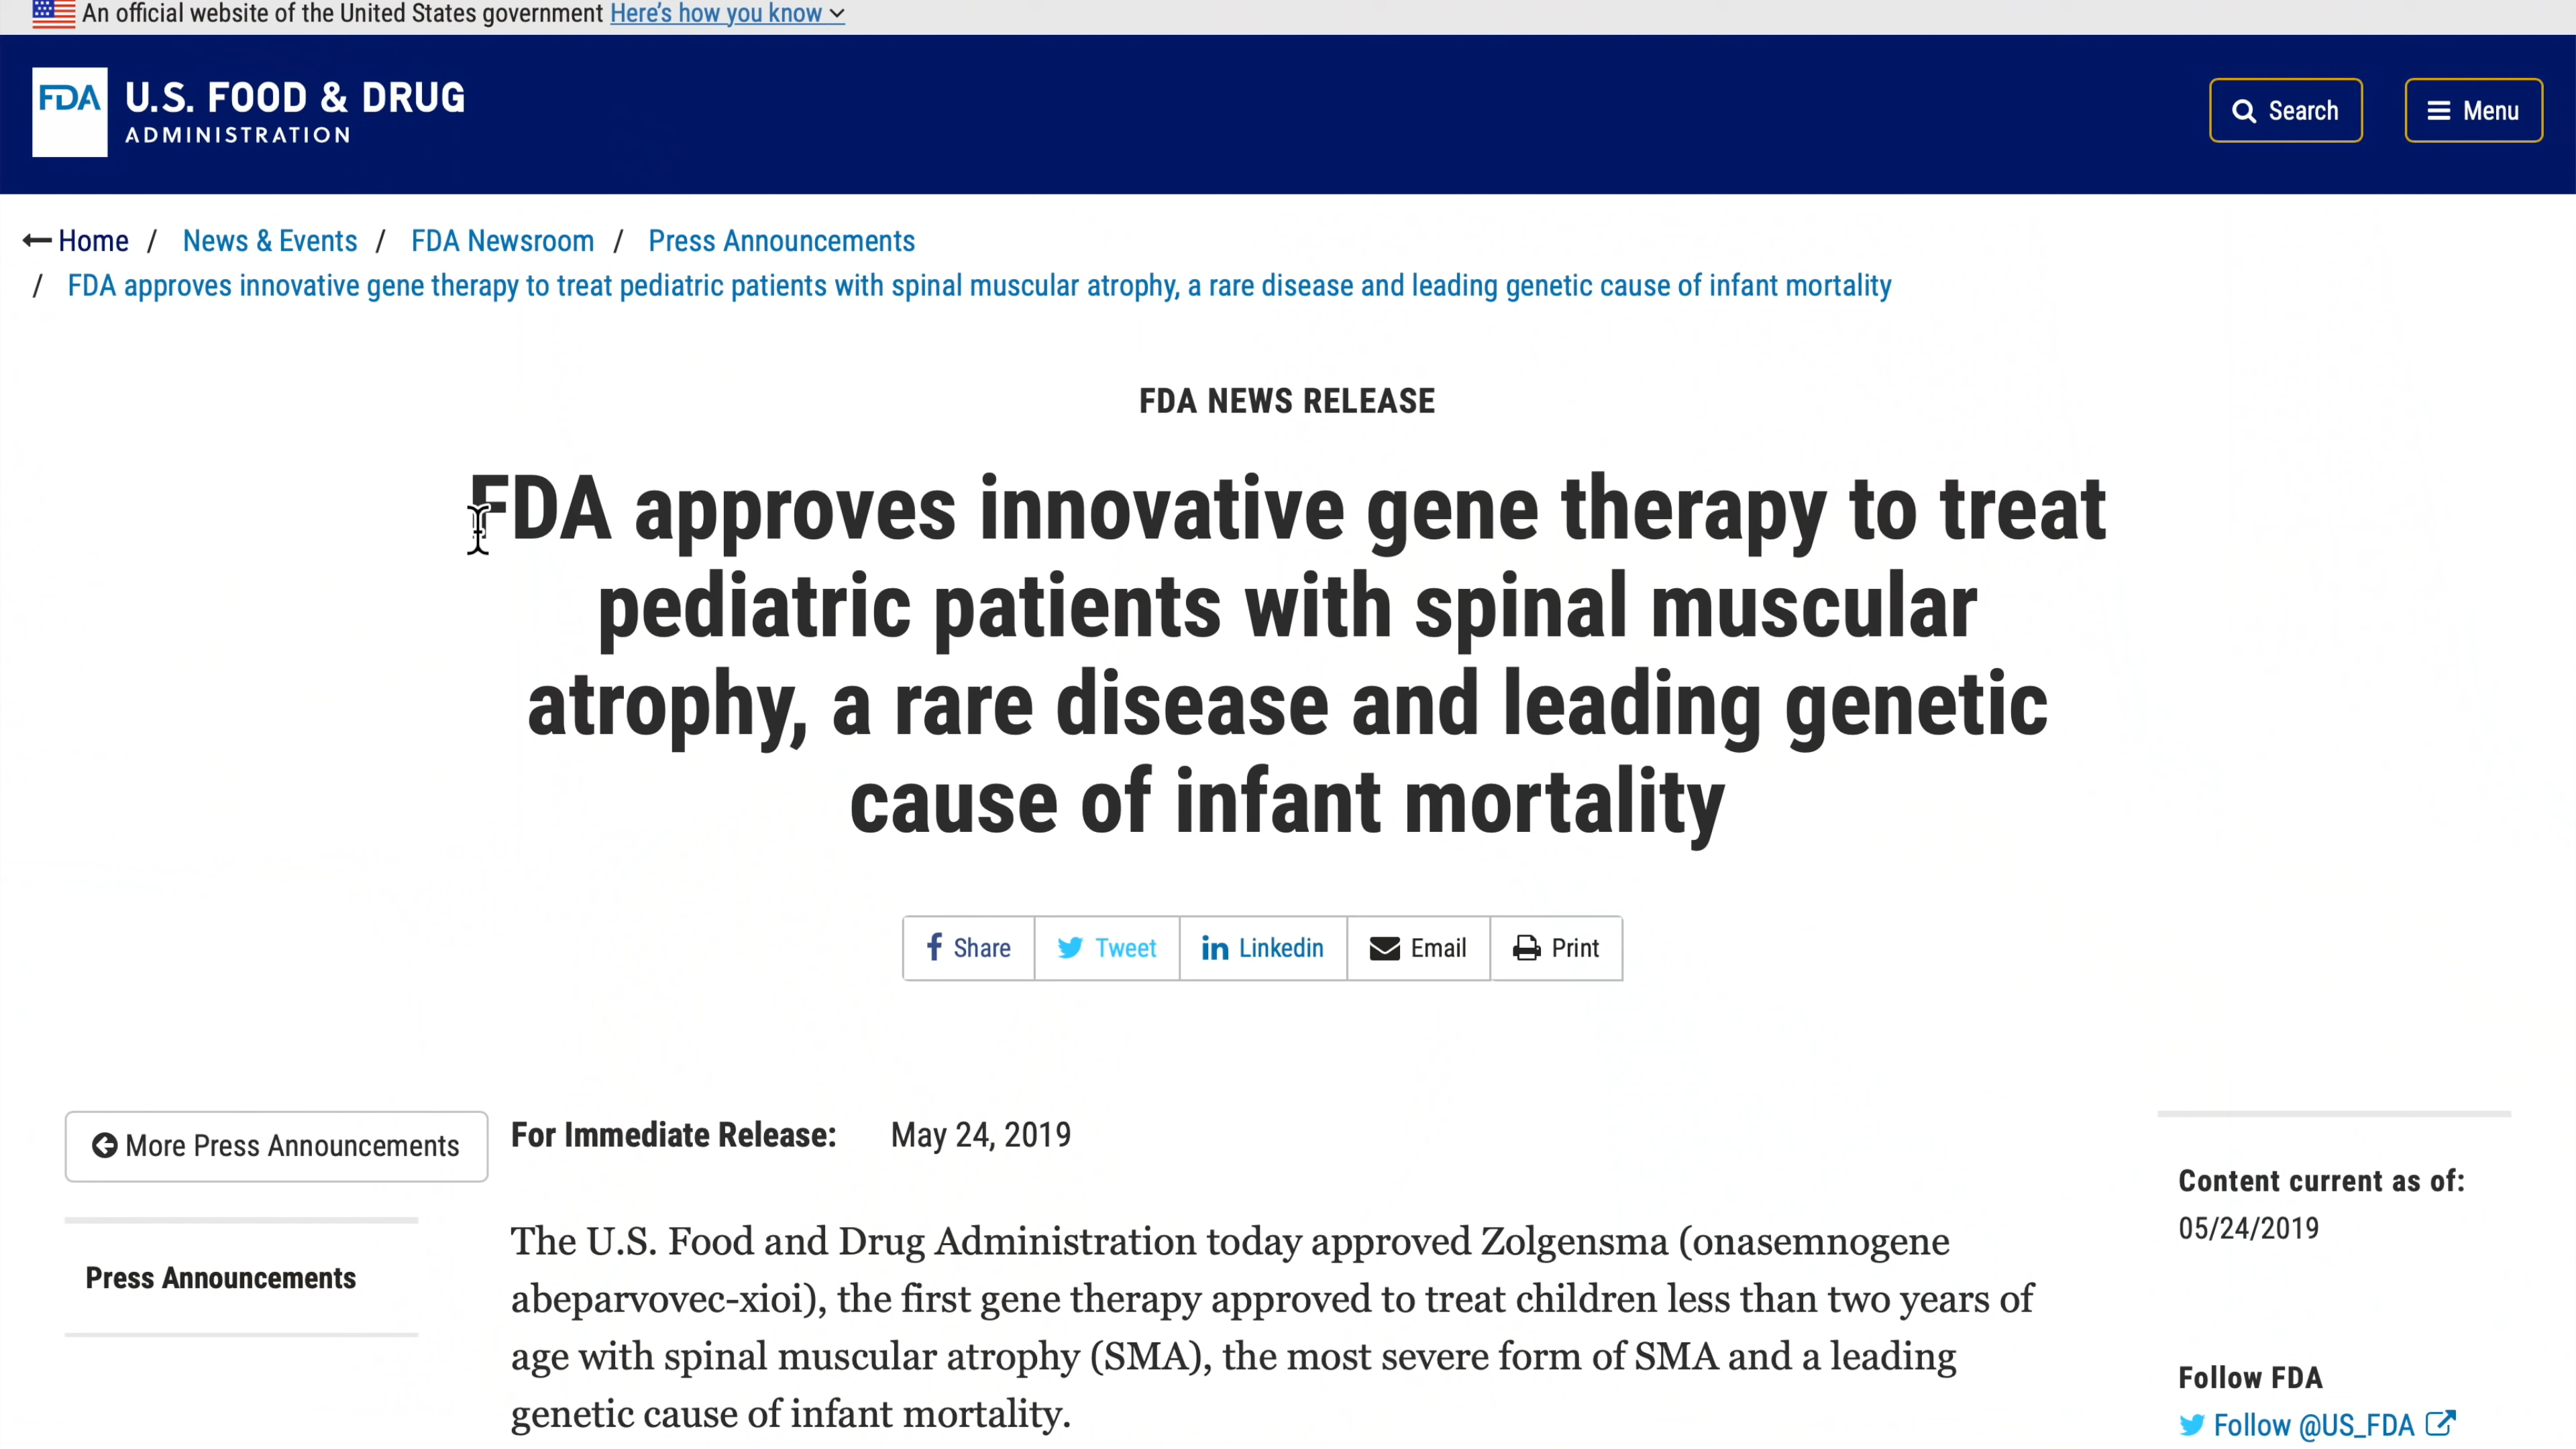 An official website of the United States government Here's how you know
FDA U.S. FOOD & DRUG
ADMINISTRATION
Search
Menu
Home / News & Events / FDA Newsroom / Press Announcements
/ FDA approves innovative gene therapy to treat pediatric patients with spinal muscular atrophy, a rare disease and leading genetic cause of infant mortality
FDA NEWS RELEASE
FDA approves innovative gene therapy to treat
pediatric patients with spinal muscular
atrophy, a rare disease and leading genetic
cause of infant mortality
Share
Tweet
Linkedin
Email
Print
More Press Announcements
Press Announcements
For Immediate Release: May 24, 2019
The U.S. Food and Drug Administration today approved Zolgensma (onasemnogene
abeparvovec-xioi), the first gene therapy approved to treat children less than two years of
age with spinal muscular atrophy (SMA), the most severe form of SMA and a leading
genetic cause of infant mortality.
Content current as of:
05/24/2019
Follow FDA
Follow @US_FDA